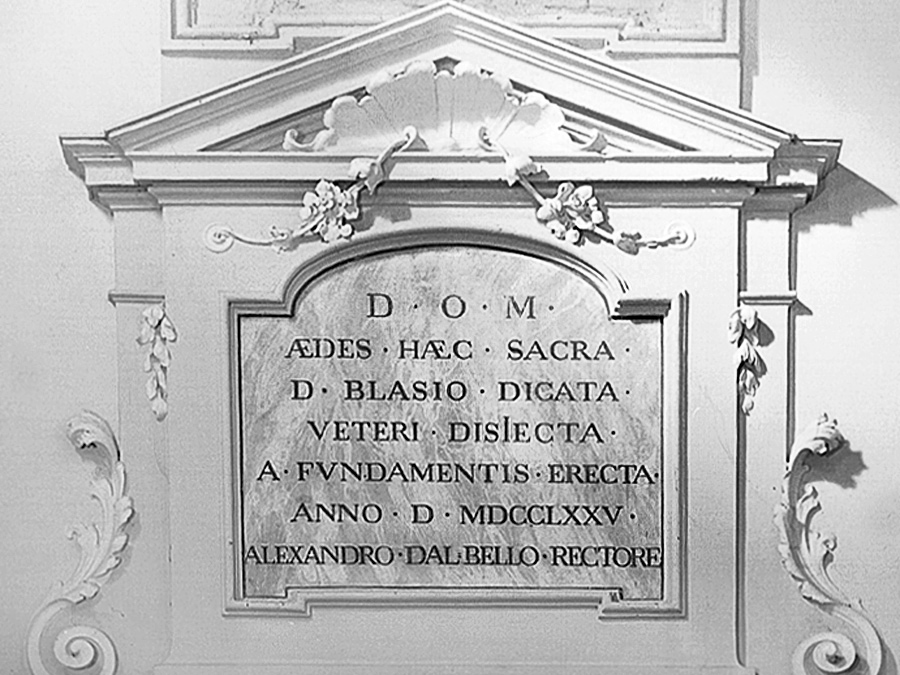 D · O · M ·
ÆDES · HÆC · SACRA ·
D · BLASIO · DICATA ·
VETERI · DISIECTA ·
A · FVNDAMENTIS · ERECTA ·
ANNO · D · MDCCLXXV ·
ALEXANDRO · DAL·BELLO · RECTORE